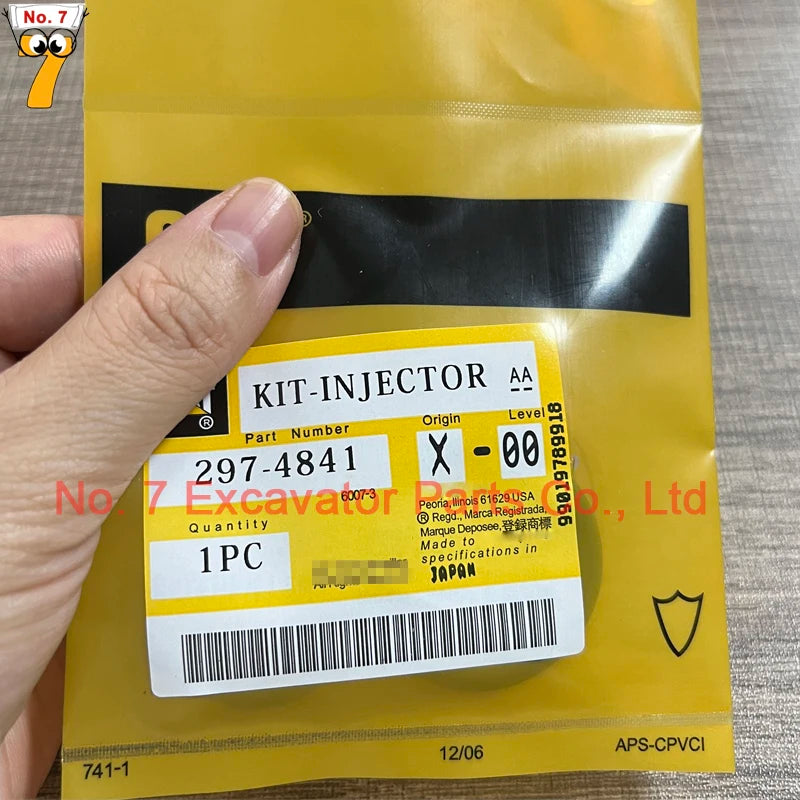 No. 7
7
®
KIT-INJECTOR AA
®
Part Number
Origin
Level
297-4841
X - 00
6007-3
99019789918
No. 7 Excavator Parts Co., Ltd
Peoria, Illinois 61629 USA
® Regd., Marca Registrada,
Marque Deposee, 登録商標
Quantity
1PC
Made to
specifications in
JAPAN
741-1
12/06
APS-CPVCI